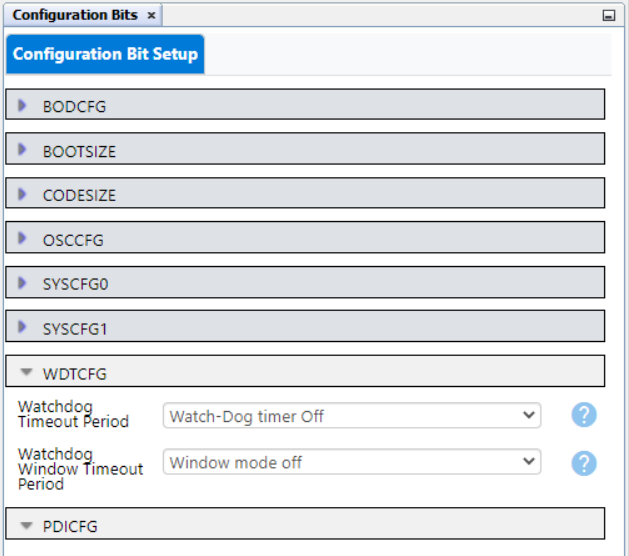 Configuration Bits ×
Configuration Bit Setup
BODCFG
BOOTSIZE
CODESIZE
OSCCFG
SYSCFG0
SYSCFG1
WDTCFG
Watchdog
Timeout Period
Watch-Dog timer Off
?
Watchdog
Window Timeout
Period
Window mode off
?
PDICFG